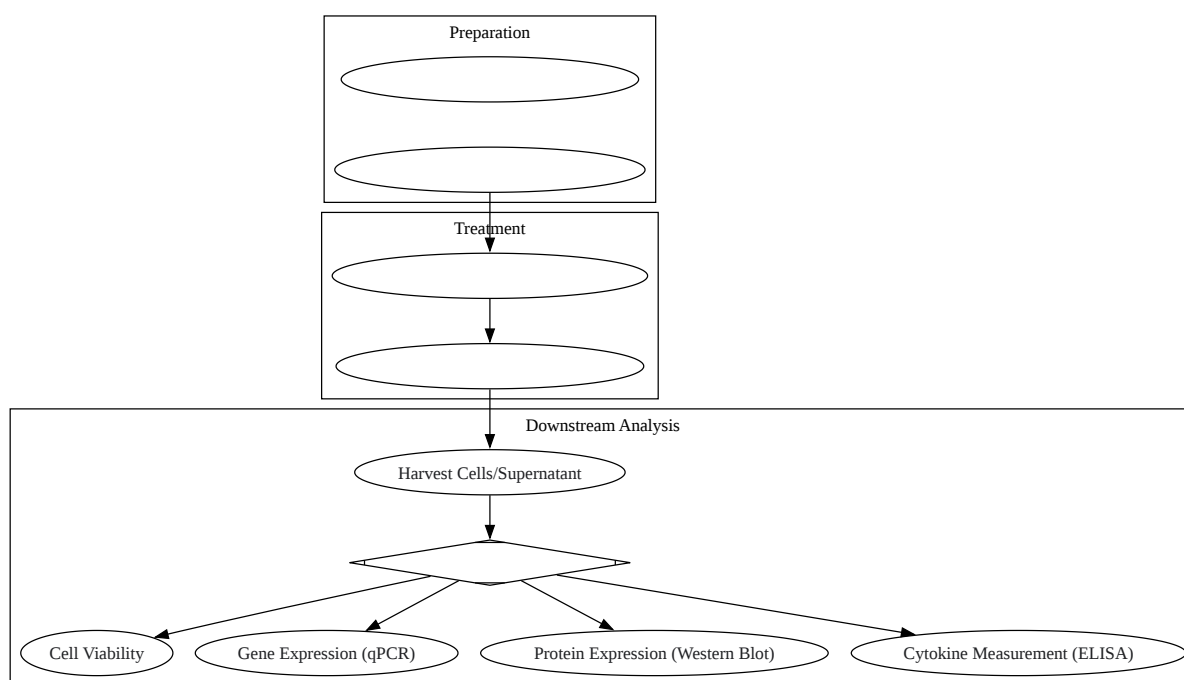 Preparation
Treatment
Downstream Analysis
Harvest Cells/Supernatant
Cell Viability
Gene Expression (qPCR)
Protein Expression (Western Blot)
Cytokine Measurement (ELISA)